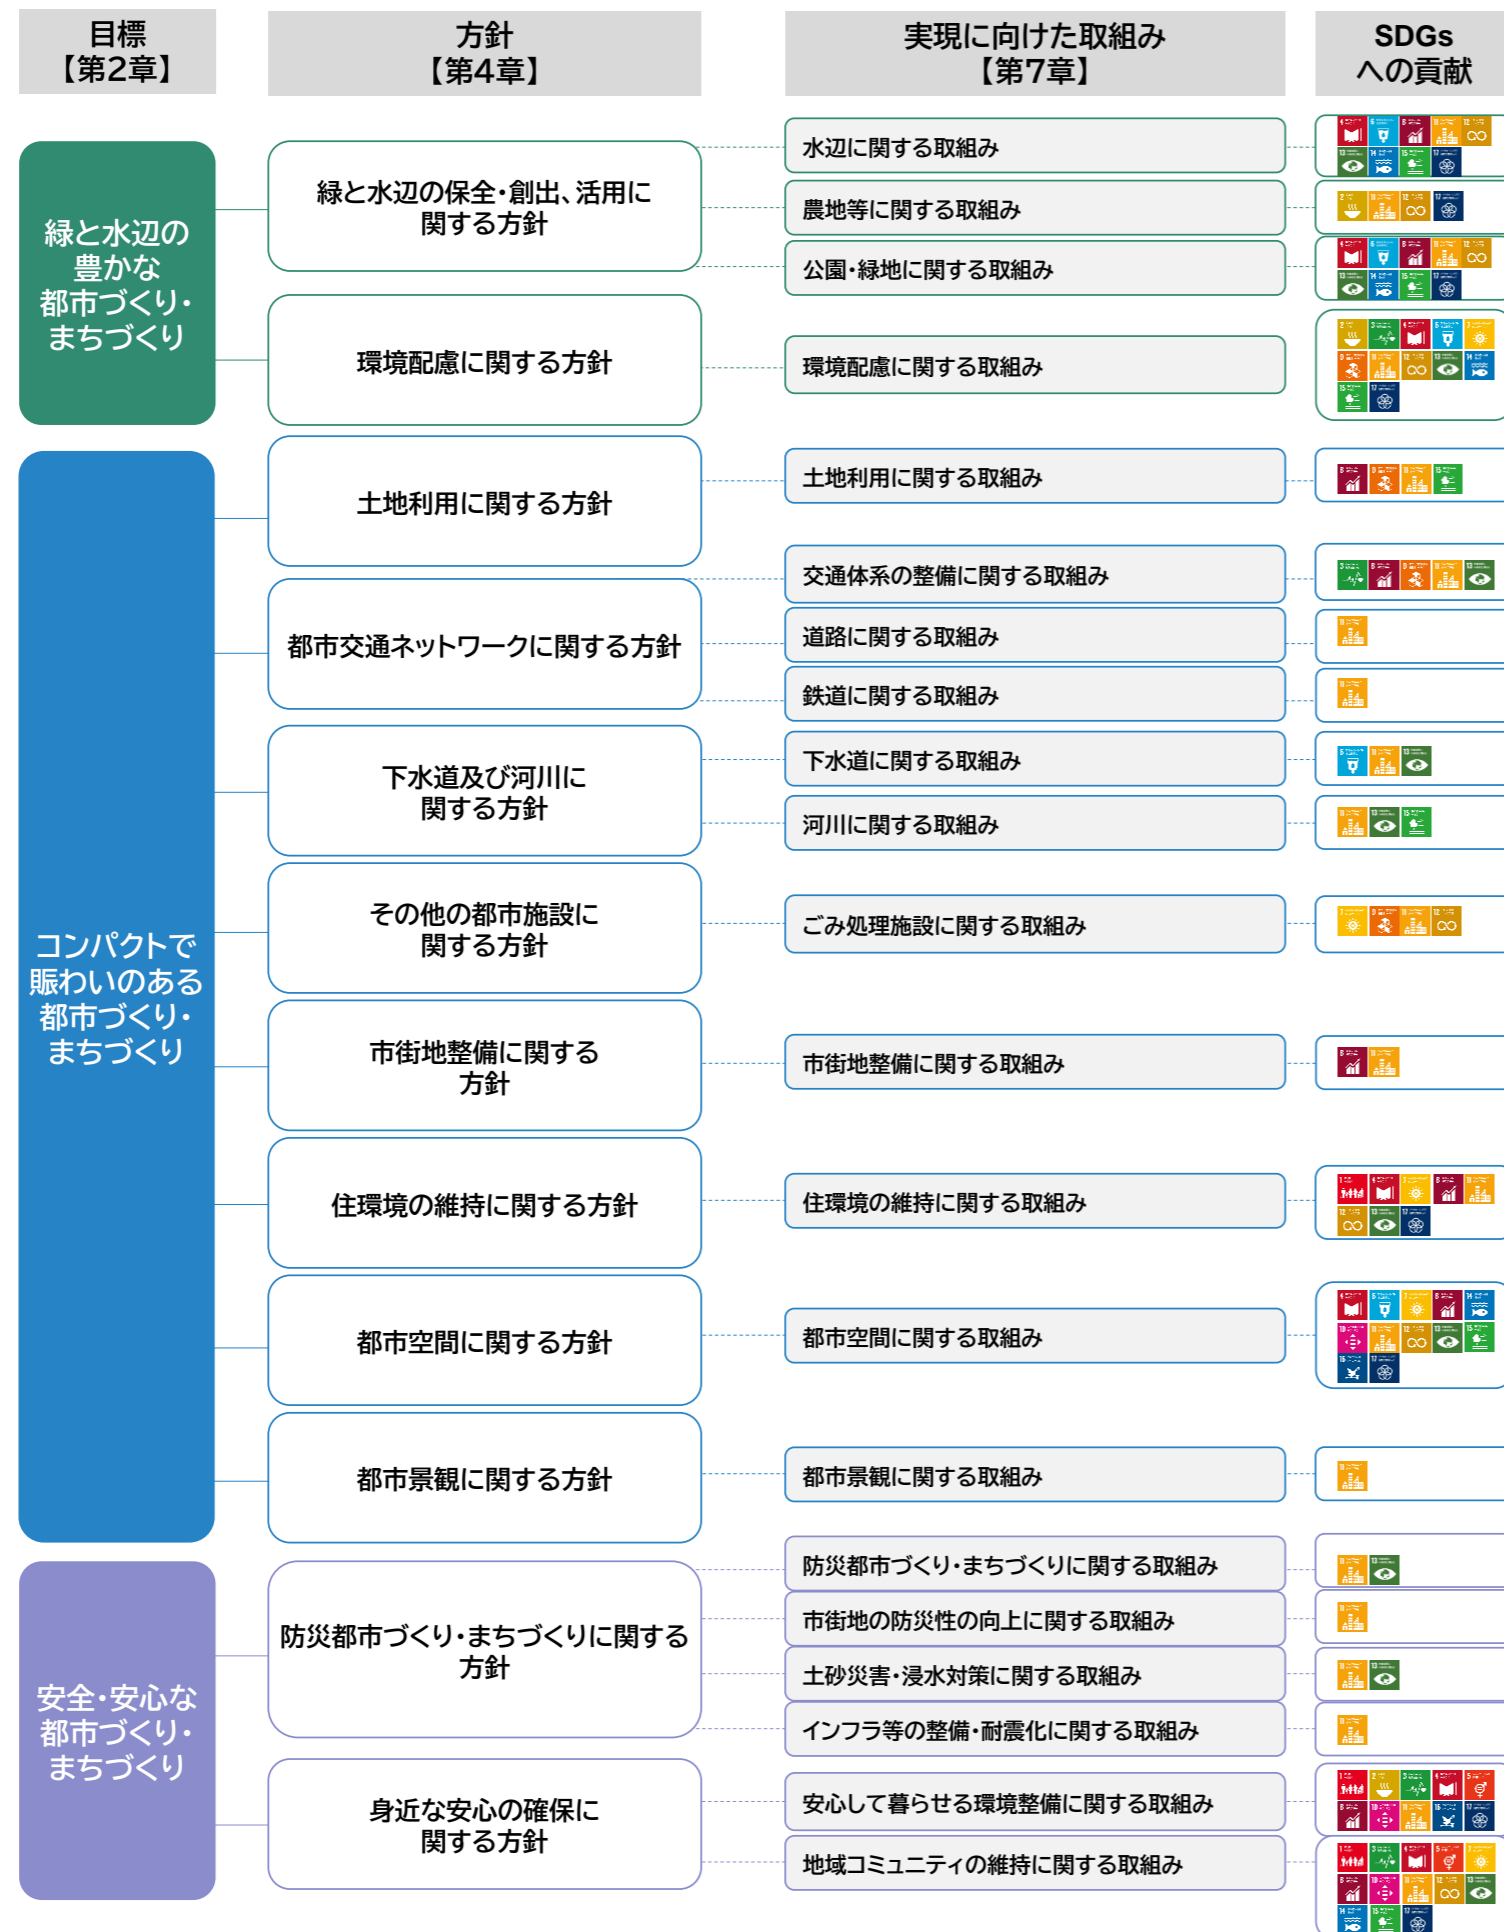 目標
【第2章】
方針
【第4章】
実現に向けた取組み
【第7章】
SDGs
への貢献
緑と水辺の
豊かな
都市づくり・
まちづくり
緑と水辺の保全・創出、活用に
関する方針
水辺に関する取組み
農地等に関する取組み
公園・緑地に関する取組み
環境配慮に関する方針
環境配慮に関する取組み
コンパクトで
賑わいのある
都市づくり・
まちづくり
土地利用に関する方針
土地利用に関する取組み
都市交通ネットワークに関する方針
交通体系の整備に関する取組み
道路に関する取組み
鉄道に関する取組み
下水道及び河川に
関する方針
下水道に関する取組み
河川に関する取組み
その他の都市施設に
関する方針
ごみ処理施設に関する取組み
市街地整備に関する
方針
市街地整備に関する取組み
住環境の維持に関する方針
住環境の維持に関する取組み
都市空間に関する方針
都市空間に関する取組み
都市景観に関する方針
都市景観に関する取組み
安全・安心な
都市づくり・
まちづくり
防災都市づくり・まちづくりに関する
方針
防災都市づくり・まちづくりに関する取組み
市街地の防災性の向上に関する取組み
土砂災害・浸水対策に関する取組み
インフラ等の整備・耐震化に関する取組み
身近な安心の確保に
関する方針
安心して暮らせる環境整備に関する取組み
地域コミュニティの維持に関する取組み